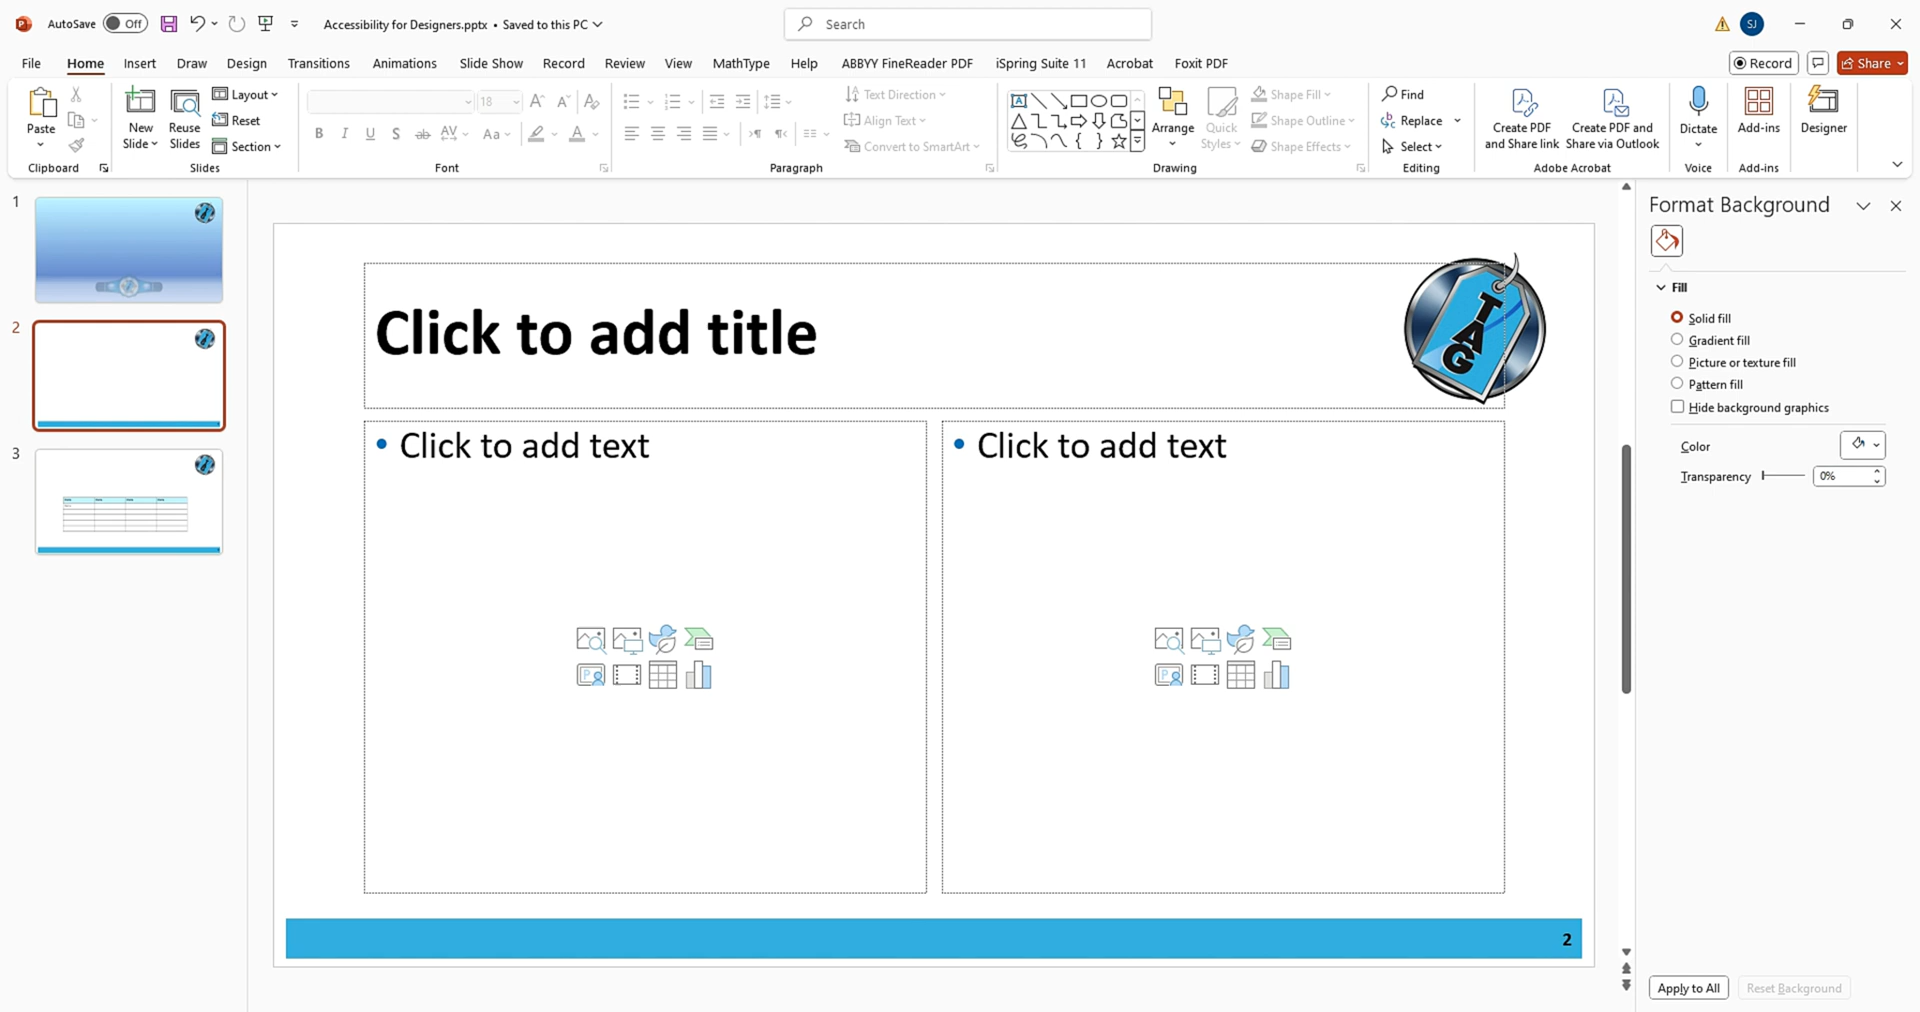 AutoSave Off Accessibility for Designers.pptx • Saved to this PC Search SJ
File Home Insert Draw Design Transitions Animations Slide Show Record Review View MathType Help ABBYY FineReader PDF iSpring Suite 11 Acrobat Foxit PDF Record Share
Paste
New Slide
Reuse Slides
Layout
Reset
Section
18
B I U S ab AV Aa A
Text Direction
Align Text
Convert to SmartArt
Arrange
Quick Styles
Shape Fill
Shape Outline
Shape Effects
Find
Replace
Select
Create PDF and Share link
Create PDF and Share via Outlook
Dictate
Add-ins
Designer
Clipboard Slides Font Paragraph Drawing Editing Adobe Acrobat Voice Add-ins
1
2
3
Click to add title
TAG
• Click to add text
• Click to add text
2
Format Background
Fill
Solid fill
Gradient fill
Picture or texture fill
Pattern fill
Hide background graphics
Color
Transparency 0%
Apply to All Reset Background